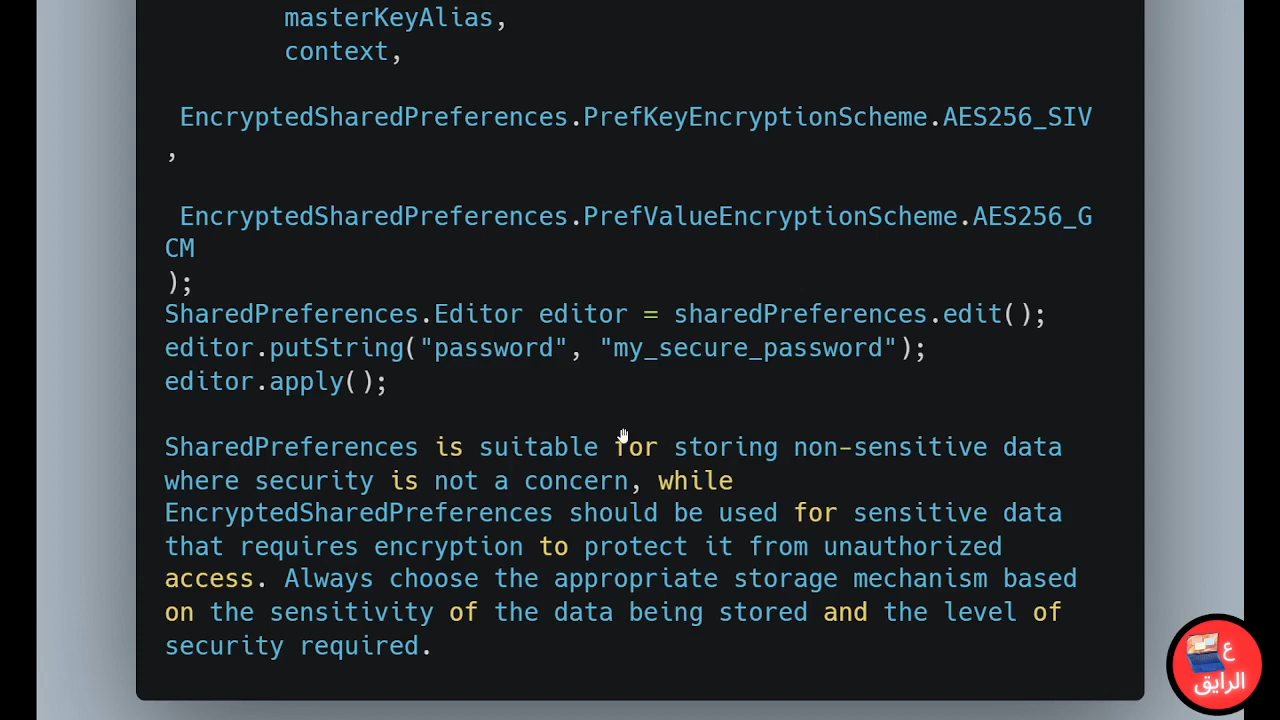 masterKeyAlias,
context,
EncryptedSharedPreferences.PrefKeyEncryptionScheme.AES256_SIV
,
EncryptedSharedPreferences.PrefValueEncryptionScheme.AES256_G
CM
);
SharedPreferences.Editor editor = sharedPreferences.edit();
editor.putString("password", "my_secure_password");
editor.apply();
SharedPreferences is suitable for storing non-sensitive data
where security is not a concern, while
EncryptedSharedPreferences should be used for sensitive data
that requires encryption to protect it from unauthorized
access. Always choose the appropriate storage mechanism based
on the sensitivity of the data being stored and the level of
security required.
ع
الرايق